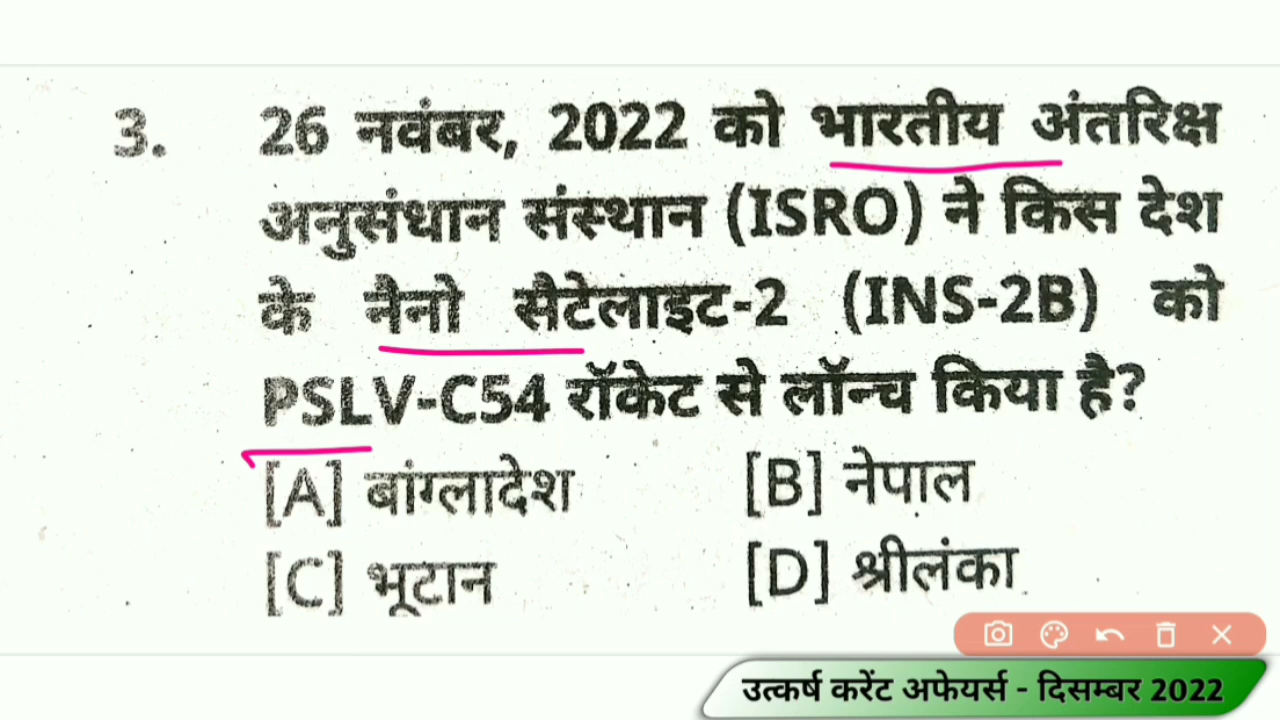 3. 26 नवंबर, 2022 को भारतीय अंतरिक्ष
अनुसंधान संस्थान (ISRO) ने किस देश
के नैनो सैटेलाइट-2 (INS-2B) को
PSLV-C54 रॉकेट से लॉन्च किया है?
[A] बांग्लादेश [B] नेपाल
[C] भूटान [D] श्रीलंका
उत्कर्ष करेंट अफेयर्स - दिसम्बर 2022